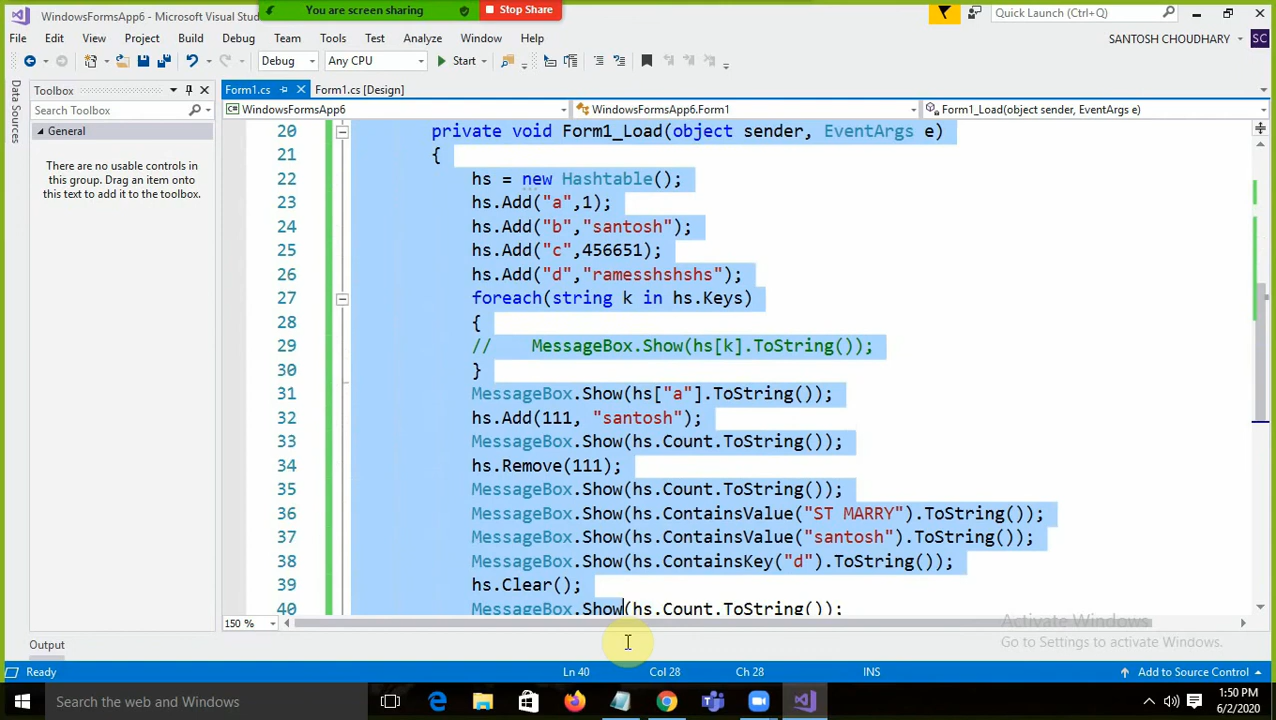 You are screen sharing
Stop Share
WindowsFormsApp6 - Microsoft Visual Stud
Quick Launch (Ctrl+Q)
File Edit View Project Build Debug Team Tools Test Analyze Window Help
SANTOSH CHOUDHARY SC
Debug Any CPU Start
Data Sources
Toolbox
Search Toolbox
General
There are no usable controls in
this group. Drag an item onto
this text to add it to the toolbox.
Form1.cs Form1.cs [Design]
WindowsFormsApp6 WindowsFormsApp6.Form1 Form1_Load(object sender, EventArgs e)
20 private void Form1_Load(object sender, EventArgs e)
21 {
22 hs = new Hashtable();
23 hs.Add("a",1);
24 hs.Add("b","santosh");
25 hs.Add("c",456651);
26 hs.Add("d","ramesshshshs");
27 foreach(string k in hs.Keys)
28 {
29 // MessageBox.Show(hs[k].ToString());
30 }
31 MessageBox.Show(hs["a"].ToString());
32 hs.Add(111, "santosh");
33 MessageBox.Show(hs.Count.ToString());
34 hs.Remove(111);
35 MessageBox.Show(hs.Count.ToString());
36 MessageBox.Show(hs.ContainsValue("ST MARRY").ToString());
37 MessageBox.Show(hs.ContainsValue("santosh").ToString());
38 MessageBox.Show(hs.ContainsKey("d").ToString());
39 hs.Clear();
40 MessageBox.Show(hs.Count.ToString());
150 %
Activate Windows
Go to Settings to activate Windows.
Output
Ready Ln 40 Col 28 Ch 28 INS Add to Source Control
Search the web and Windows
1:50 PM
6/2/2020